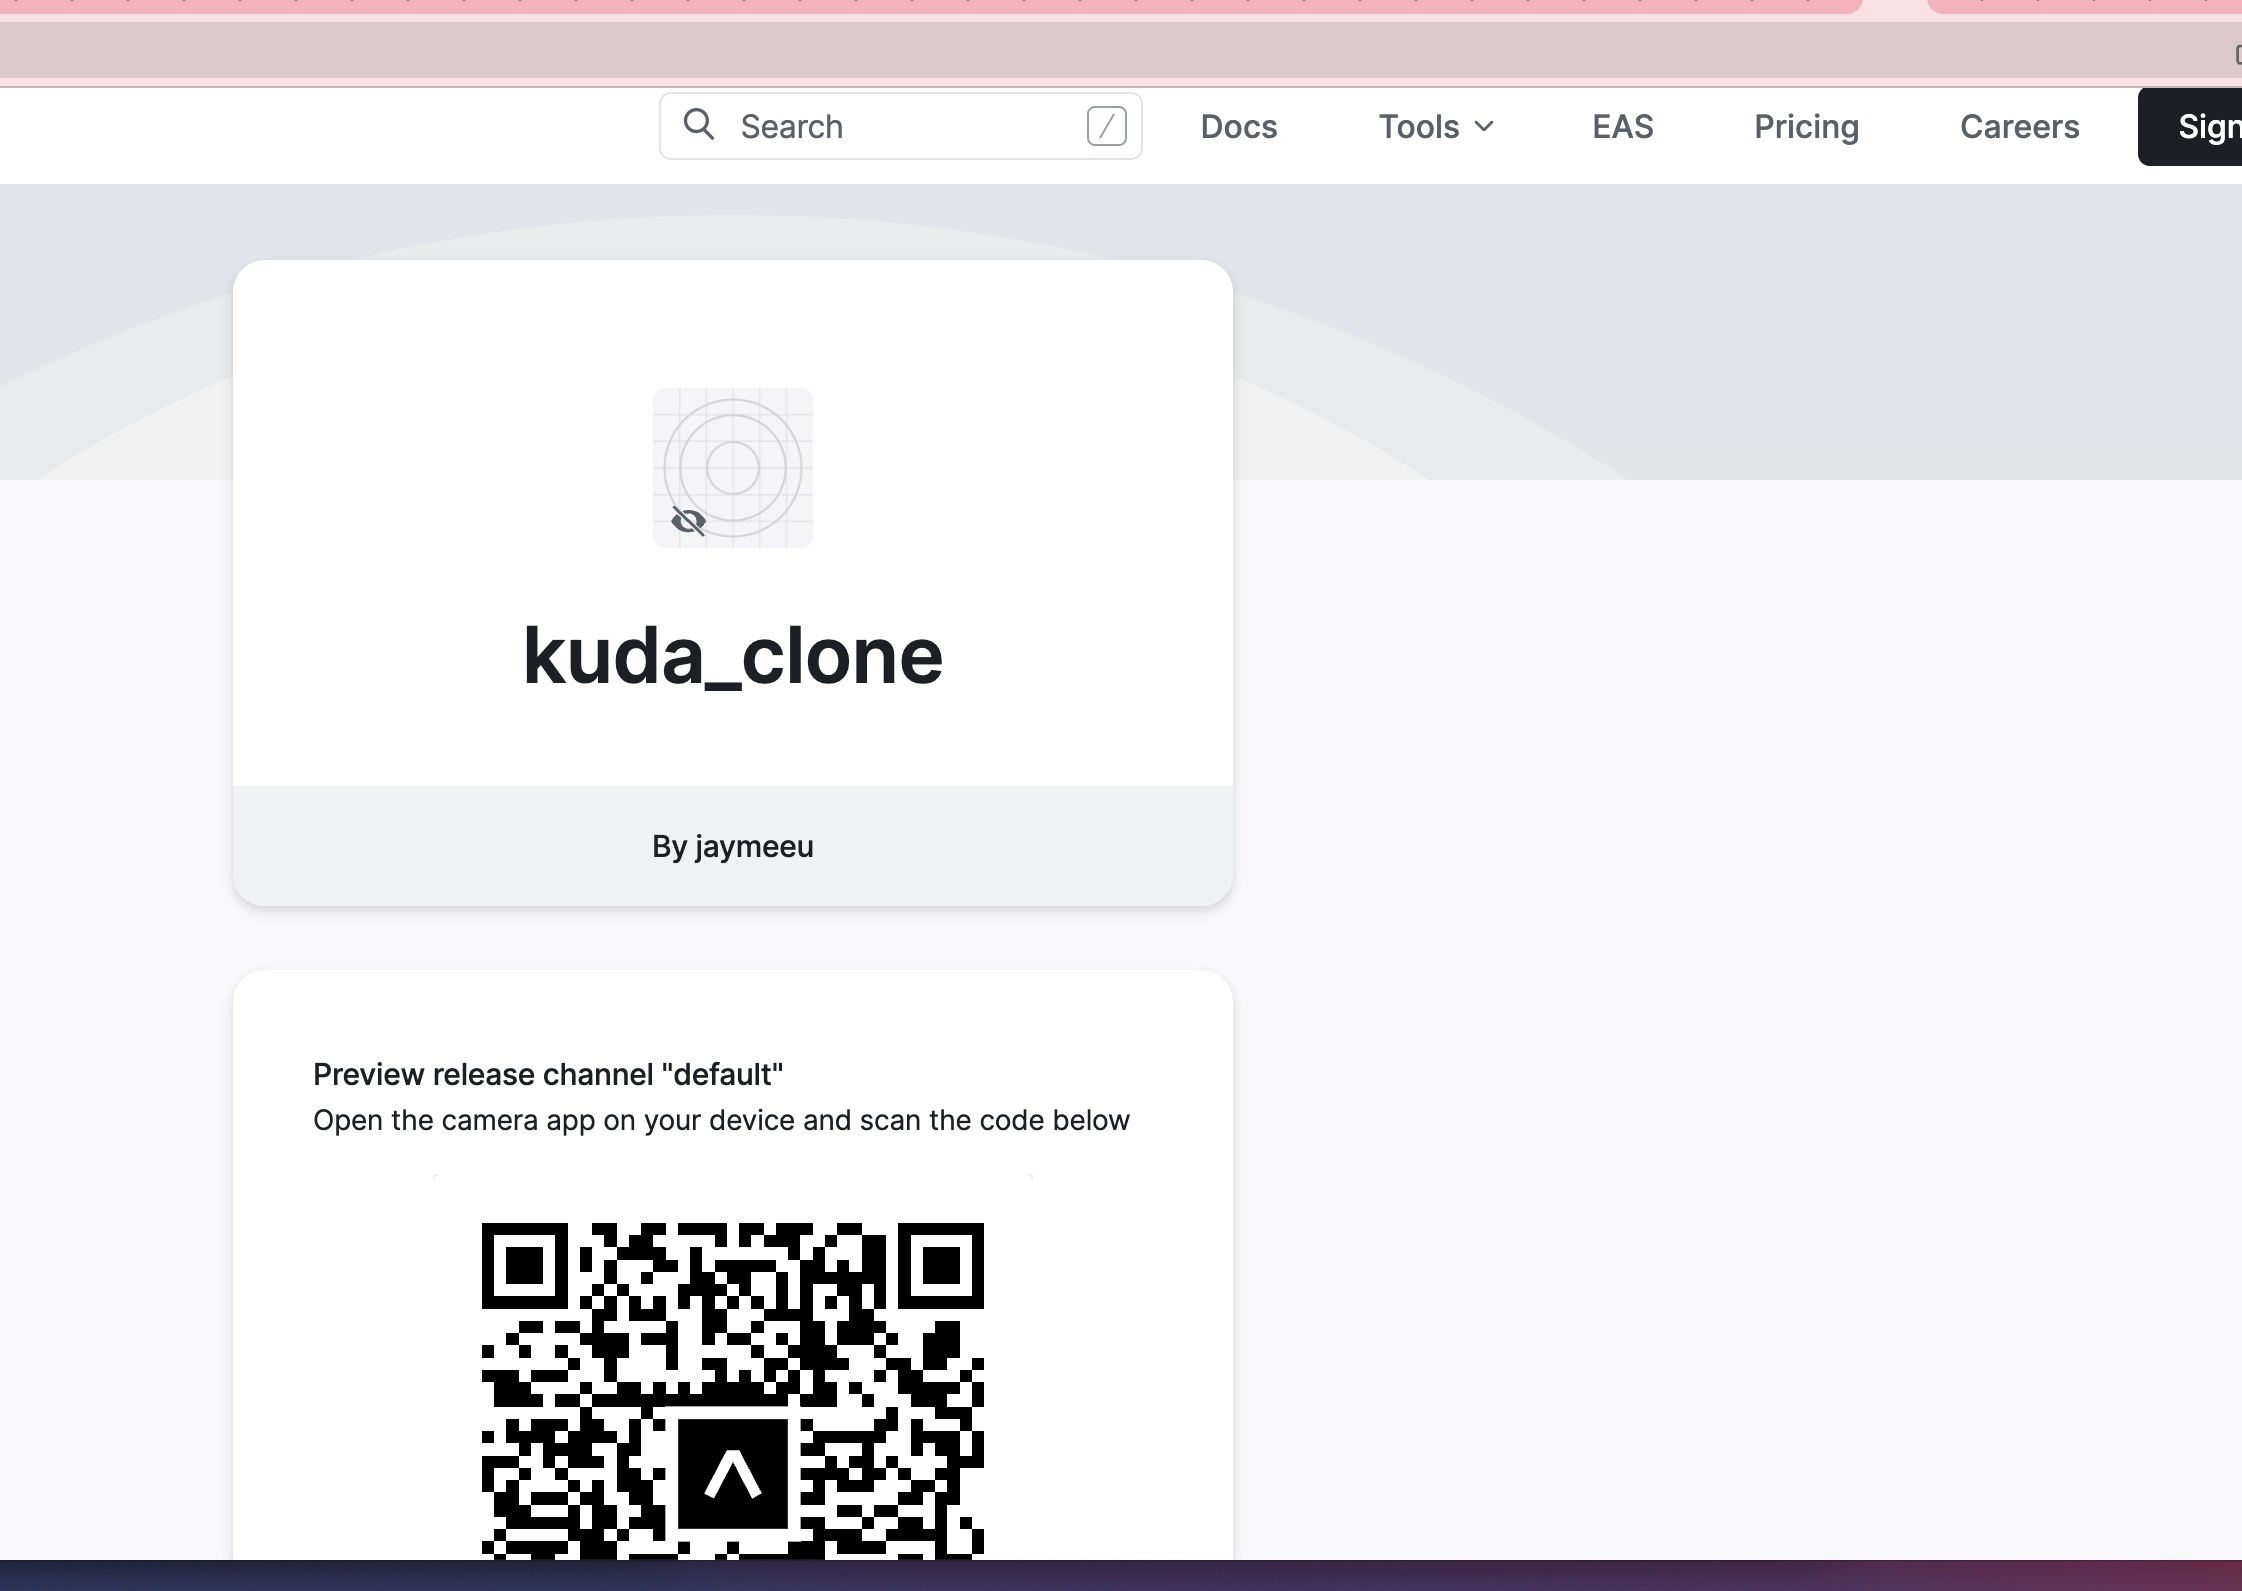 Search / Docs Tools EAS Pricing Careers Sign
kuda_clone
By jaymeeu
Preview release channel "default"
Open the camera app on your device and scan the code below